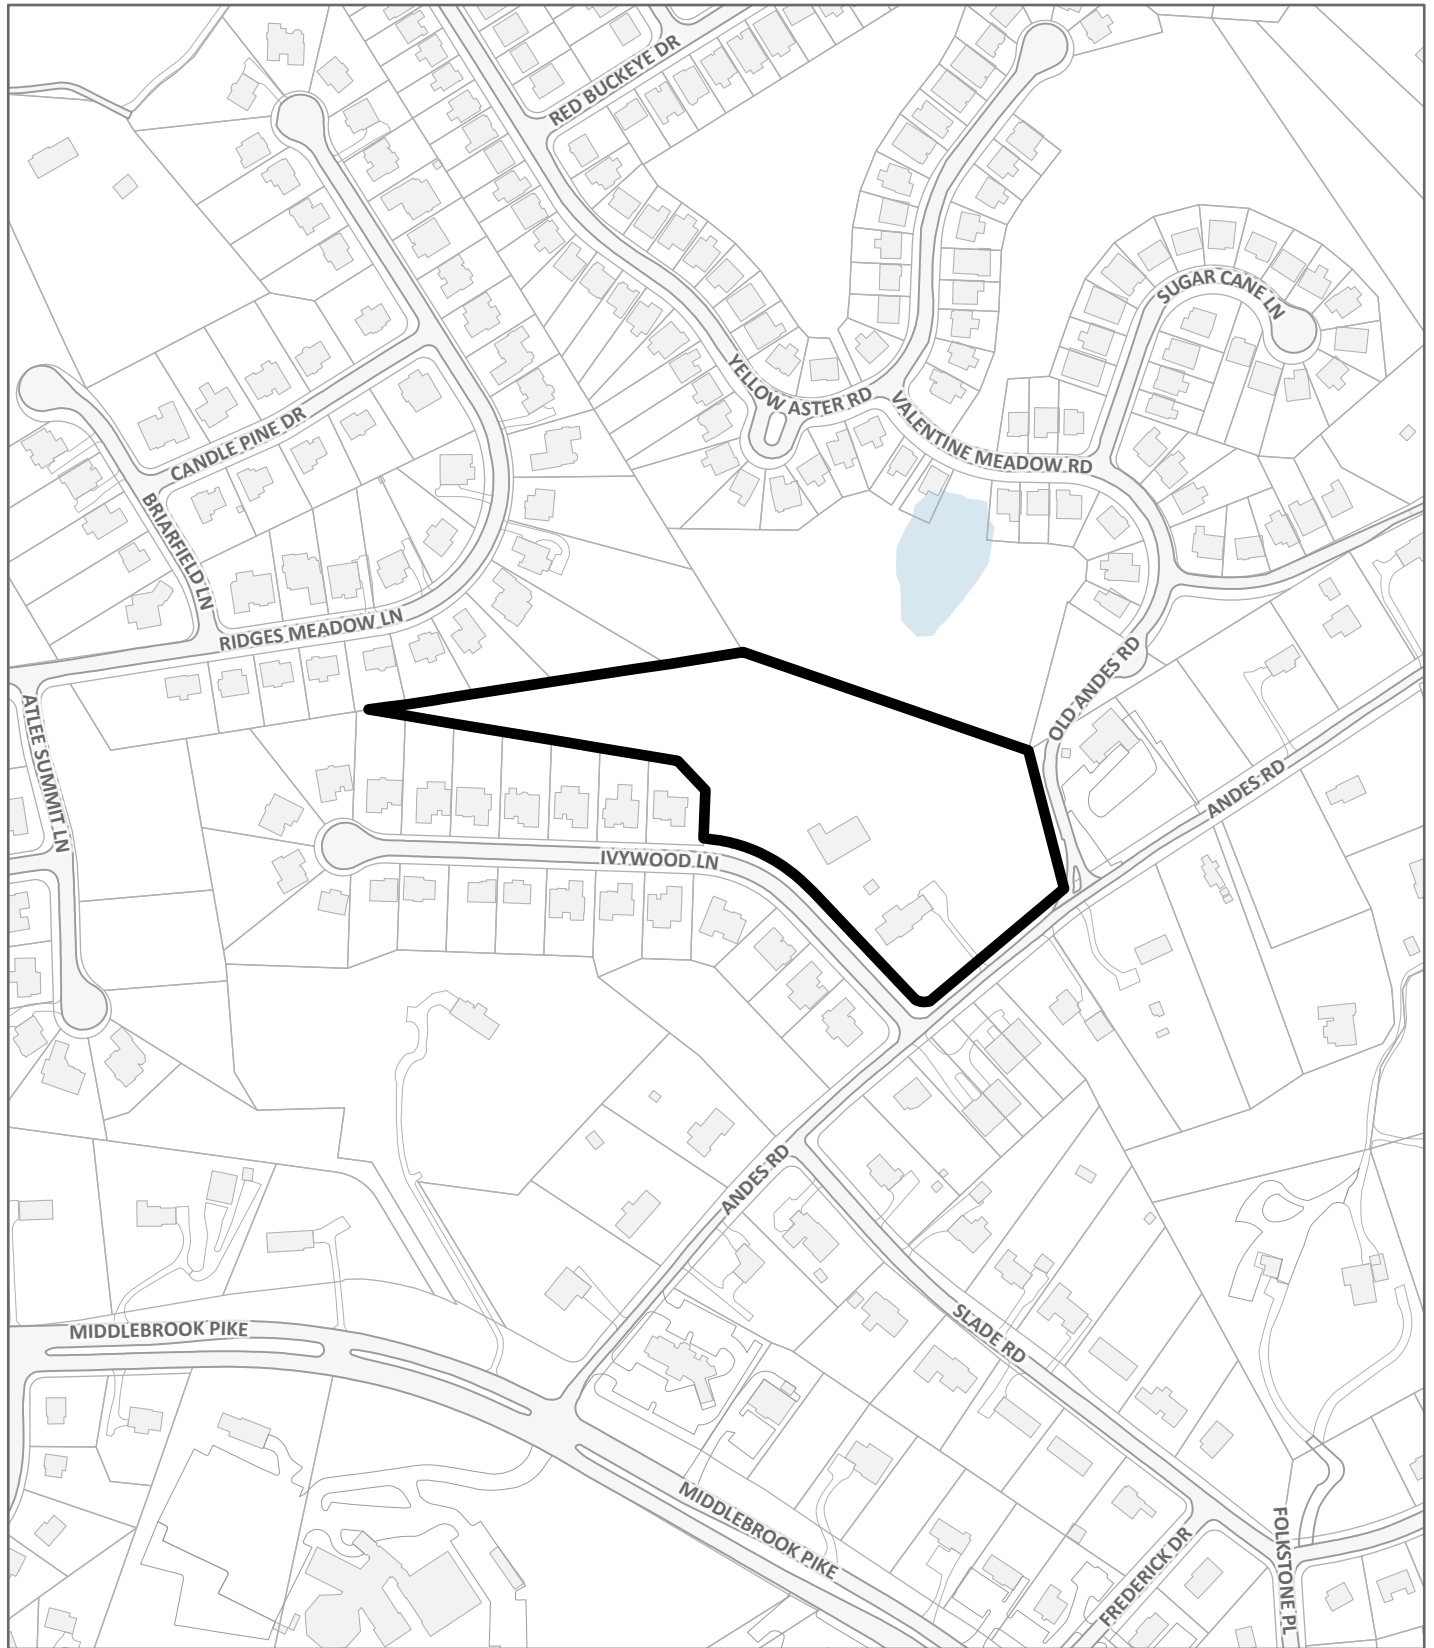 RED BUCKEYE DR
SUGAR CANE LN
YELLOW ASTER RD
VALENTINE MEADOW RD
CANDLE PINE DR
BRIARFIELD LN
RIDGES MEADOW LN
OLD ANDES RD
ATLEE SUMMIT LN
ANDES RD
IVYWOOD LN
ANDES RD
MIDDLEBROOK PIKE
SLADE RD
MIDDLEBROOK PIKE
FREDERICK DR
FOLKSTONE PL